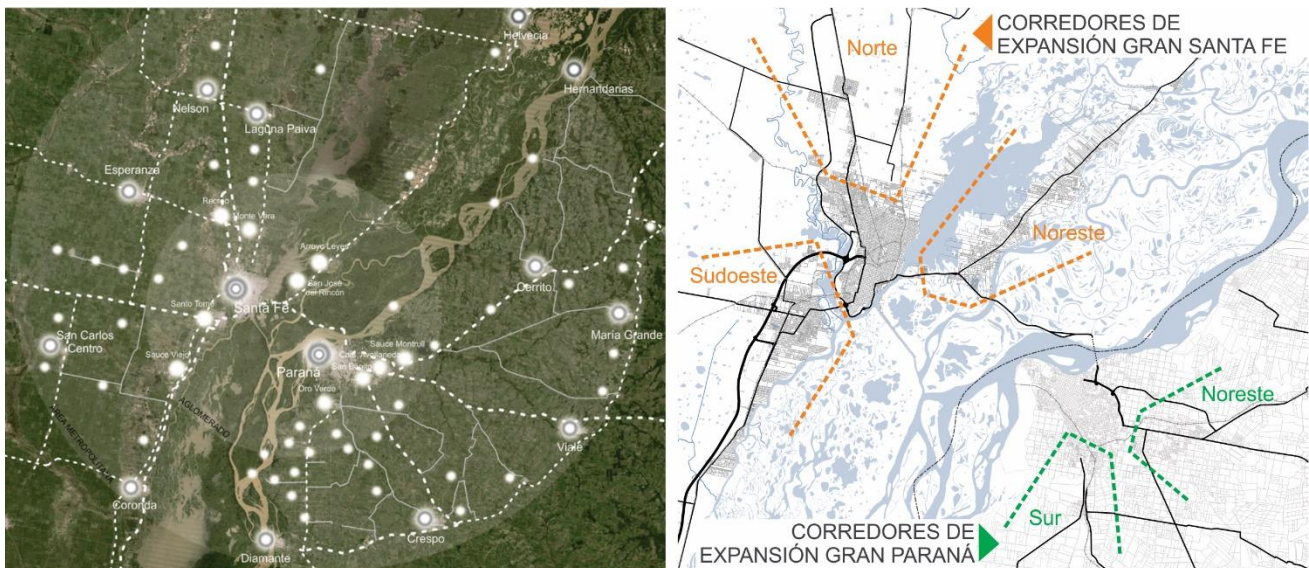 Helvecia
Hernandarias
Nelson
Laguna Paiva
Esperanza
Recreo
Monte Vera
Arroyo Leyes
San José
del Rincón
Santa Fe
Santo Tomé
Cerrito
María Grande
San Carlos
Centro
Sauce Viejo
Sauce Montrull
Paraná
San Benito
Oro Verde
AGLOMERADO
ÁREA METROPOLITANA
Viale
Coronda
Crespo
Diamante
CORREDORES DE
EXPANSIÓN GRAN SANTA FE
Norte
Noreste
Sudoeste
Noreste
Sur
CORREDORES DE
EXPANSIÓN GRAN PARANÁ